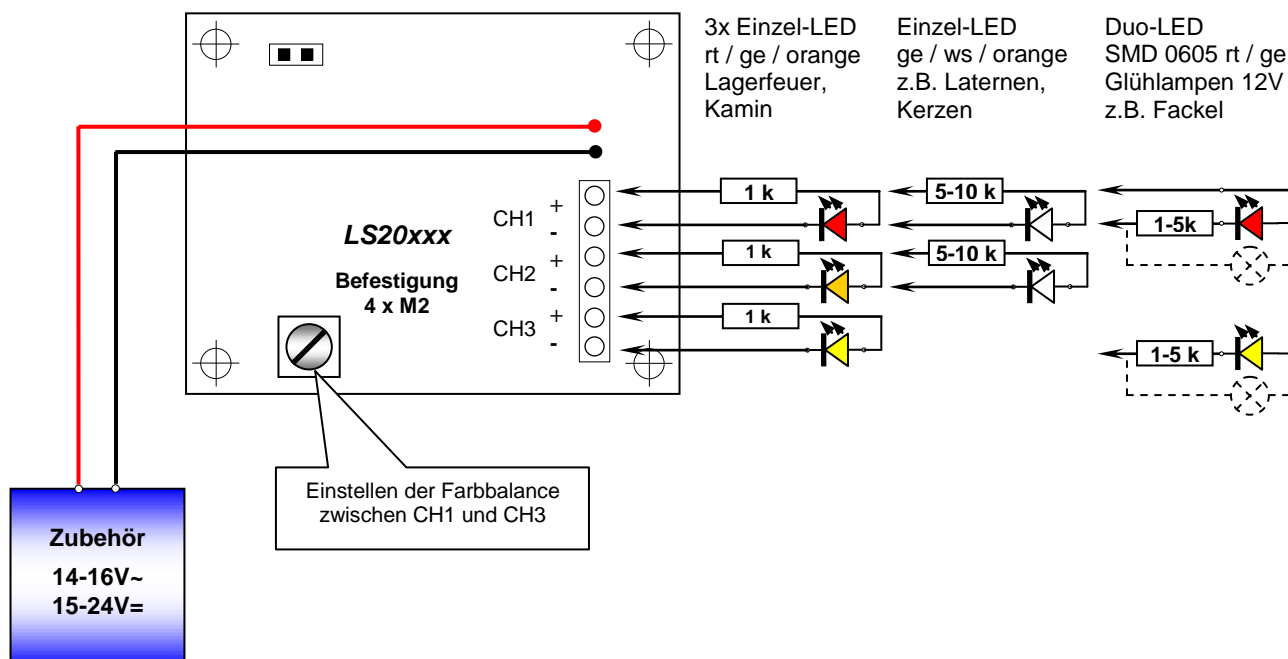 3x Einzel-LED
rt / ge / orange
Lagerfeuer,
Kamin
Einzel-LED
ge / ws / orange
z.B. Laternen,
Kerzen
Duo-LED
SMD 0605 rt / ge
Glühlampen 12V
z.B. Fackel
LS20xxx
Befestigung
4 x M2
CH1
+
-
CH2
+
-
CH3
+
-
1 k
5-10 k
1-5k
1 k
5-10 k
1 k
1-5 k
Einstellen der Farbbalance
zwischen CH1 und CH3
Zubehör
14-16V~
15-24V=